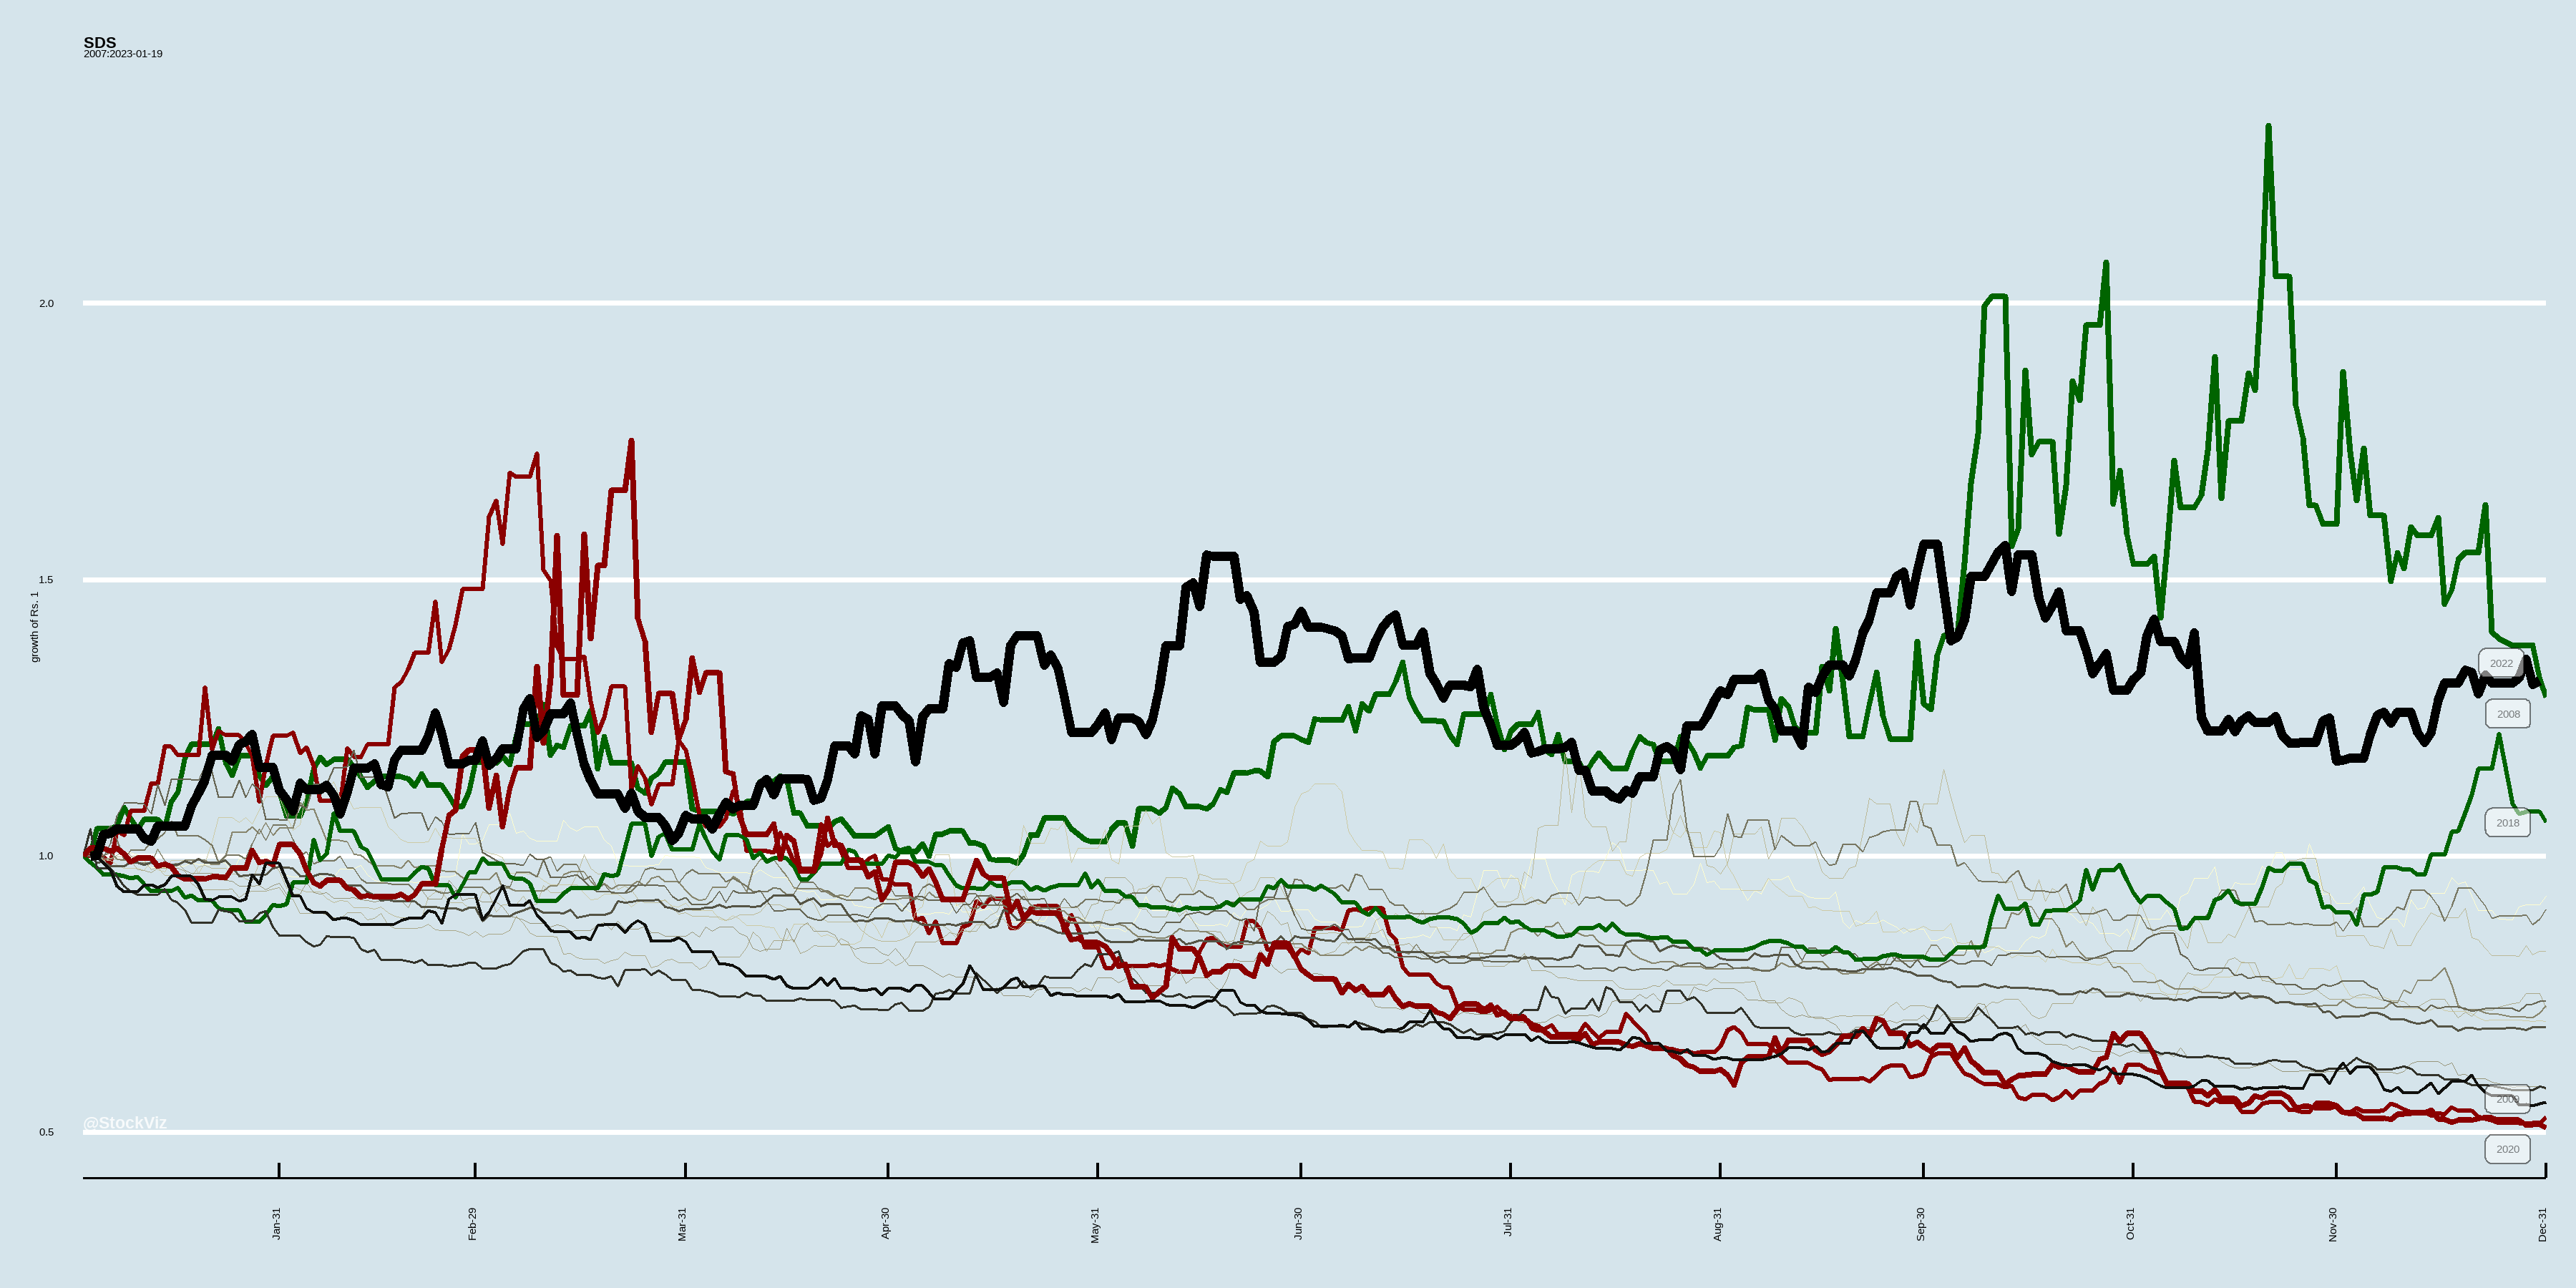 SDS
2007:2023-01-19
2.0
1.5
growth of Rs. 1
1.0
0.5
2022
2008
2018
2009
2020
@StockViz
Jan-31
Feb-29
Mar-31
Apr-30
May-31
Jun-30
Jul-31
Aug-31
Sep-30
Oct-31
Nov-30
Dec-31